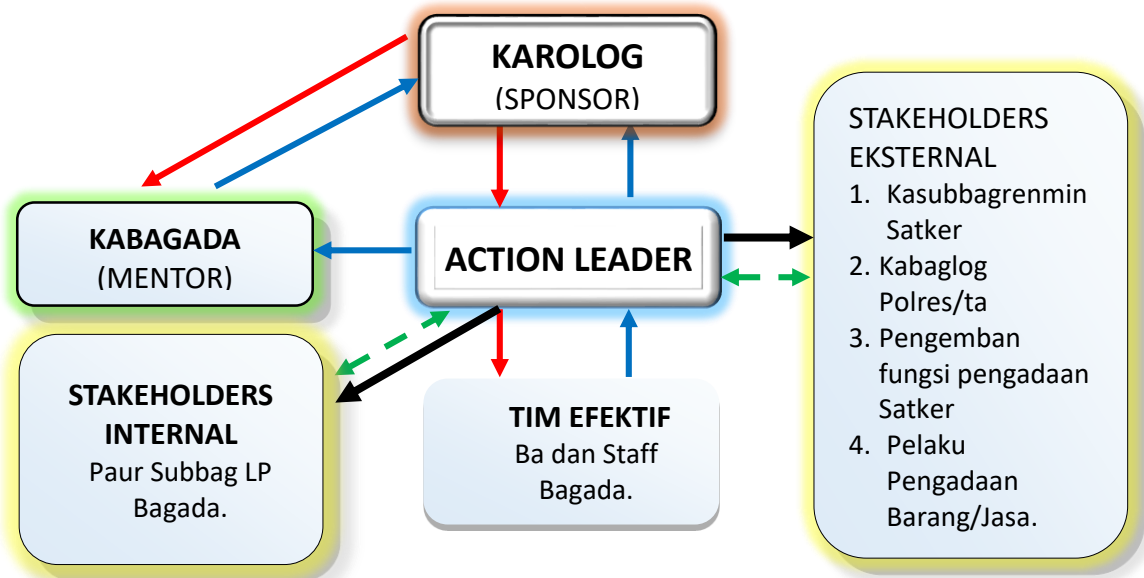 KAROLOG
(SPONSOR)
KABAGADA
(MENTOR)
ACTION LEADER
STAKEHOLDERS
INTERNAL
Paur Subbag LP
Bagada.
TIM EFEKTIF
Ba dan Staff
Bagada.
STAKEHOLDERS
EKSTERNAL
1. Kasubbagrenmin
Satker
2. Kabaglog
Polres/ta
3. Pengemban
fungsi pengadaan
Satker
4. Pelaku
Pengadaan
Barang/Jasa.